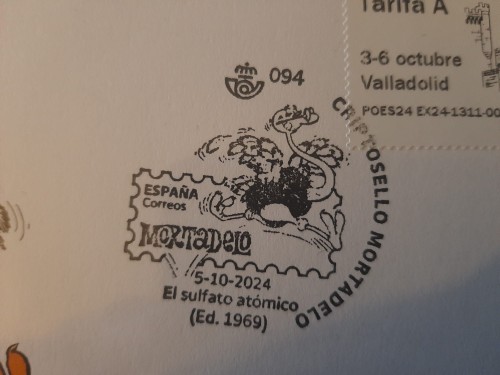 Tarifa A
3-6 octubre
Valladolid
POES24 EX24-1311-00
094
CRIPTOSELLO MORTADELO
ESPAÑA
Correos
MORTADELO
5-10-2024
El sulfato atómico
(Ed. 1969)